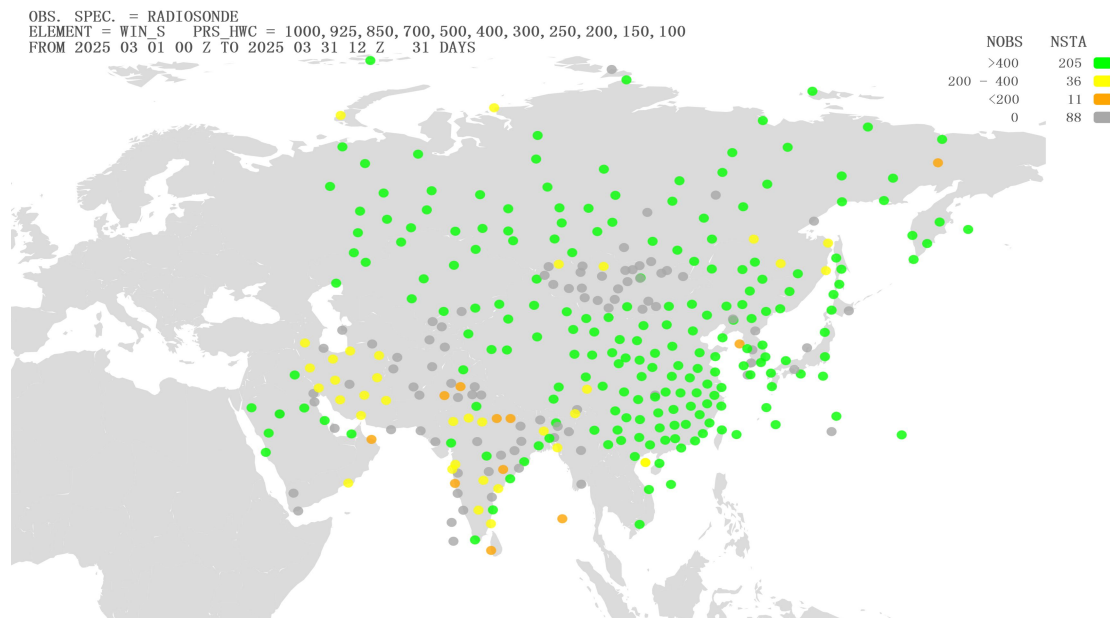 OBS. SPEC. = RADIOSONDE
ELEMENT = WIN_S PRS_HWC = 1000,925,850,700,500,400,300,250,200,150,100
FROM 2025 03 01 00 Z TO 2025 03 31 12 Z 31 DAYS
NOBS NSTA
>400 205
200 - 400 36
<200 11
0 88